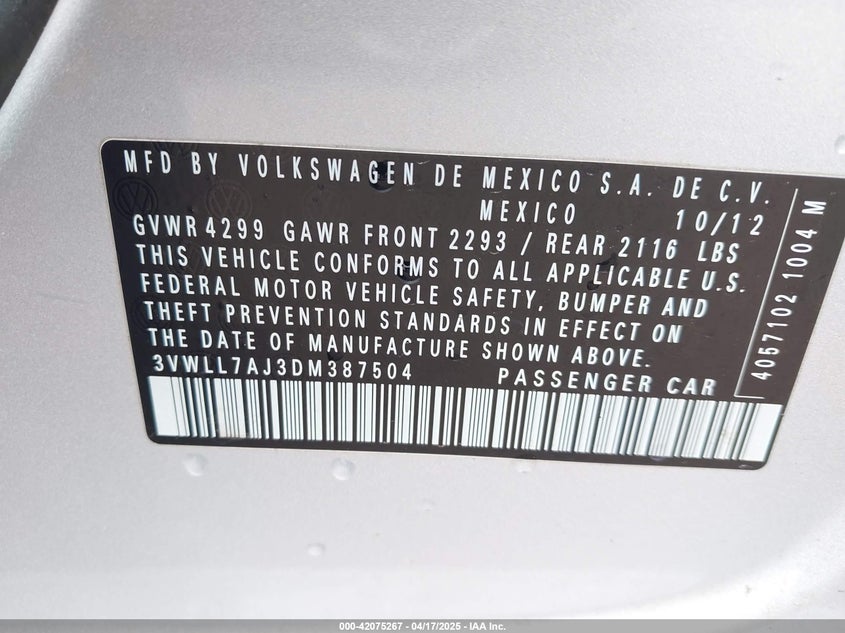 MFD BY VOLKSWAGEN DE MEXICO S.A. DE C.V.
MEXICO 10/12
GVWR 4299 GAWR FRONT 2293 / REAR 2116 LBS
THIS VEHICLE CONFORMS TO ALL APPLICABLE U.S.
FEDERAL MOTOR VEHICLE SAFETY, BUMPER AND
THEFT PREVENTION STANDARDS IN EFFECT ON
THE DATE OF MANUFACTURE SHOWN ABOVE.
3VWLL7AJ3DM387504 PASSENGER CAR
4057102 1004 M
000-42075267 - 04/17/2025 - IAA Inc.